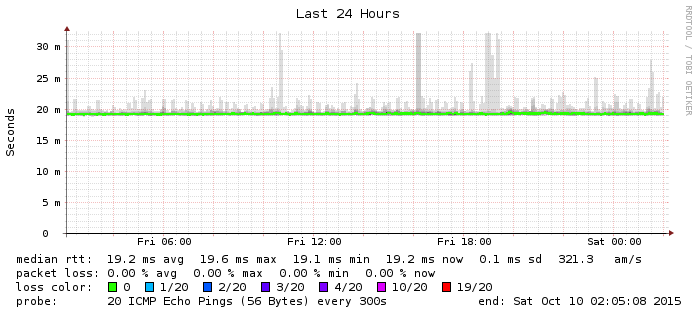 Last 24 Hours
RRDTOOL / TOBI OETIKER
Seconds
30 m
25 m
20 m
15 m
10 m
5 m
0
Fri 06:00 Fri 12:00 Fri 18:00 Sat 00:00
median rtt: 19.2 ms avg 19.6 ms max 19.1 ms min 19.2 ms now 0.1 ms sd 321.3 am/s
packet loss: 0.00 % avg 0.00 % max 0.00 % min 0.00 % now
loss color: 0 1/20 2/20 3/20 4/20 10/20 19/20
probe: 20 ICMP Echo Pings (56 Bytes) every 300s end: Sat Oct 10 02:05:08 2015